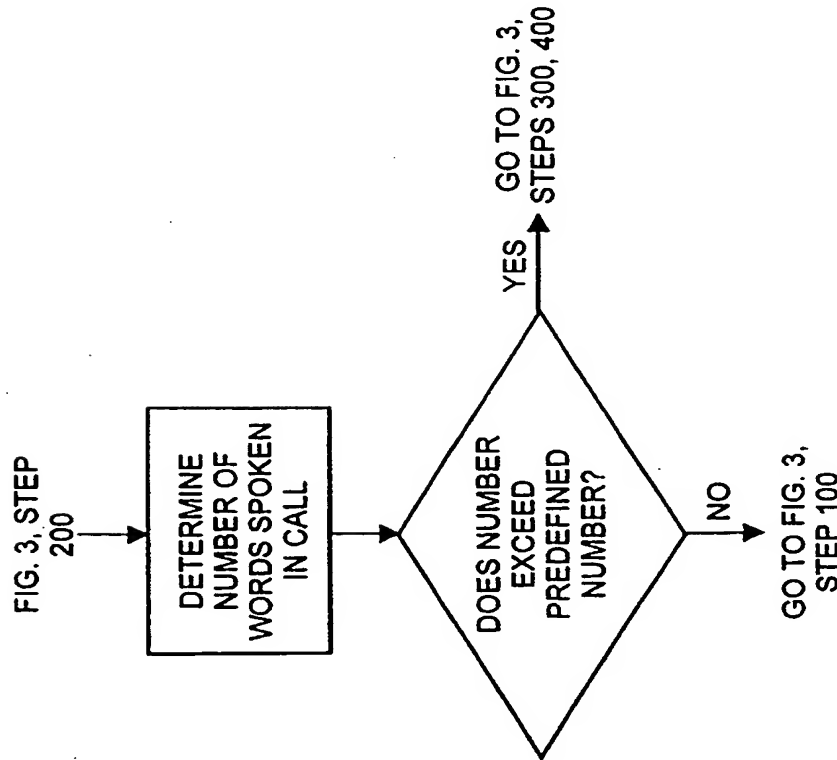 FIG. 3, STEP
200
DETERMINE
NUMBER OF
WORDS SPOKEN
IN CALL
DOES NUMBER
EXCEED
PREDEFINED
NUMBER?
YES
GO TO FIG. 3,
STEPS 300, 400
NO
GO TO FIG. 3,
STEP 100